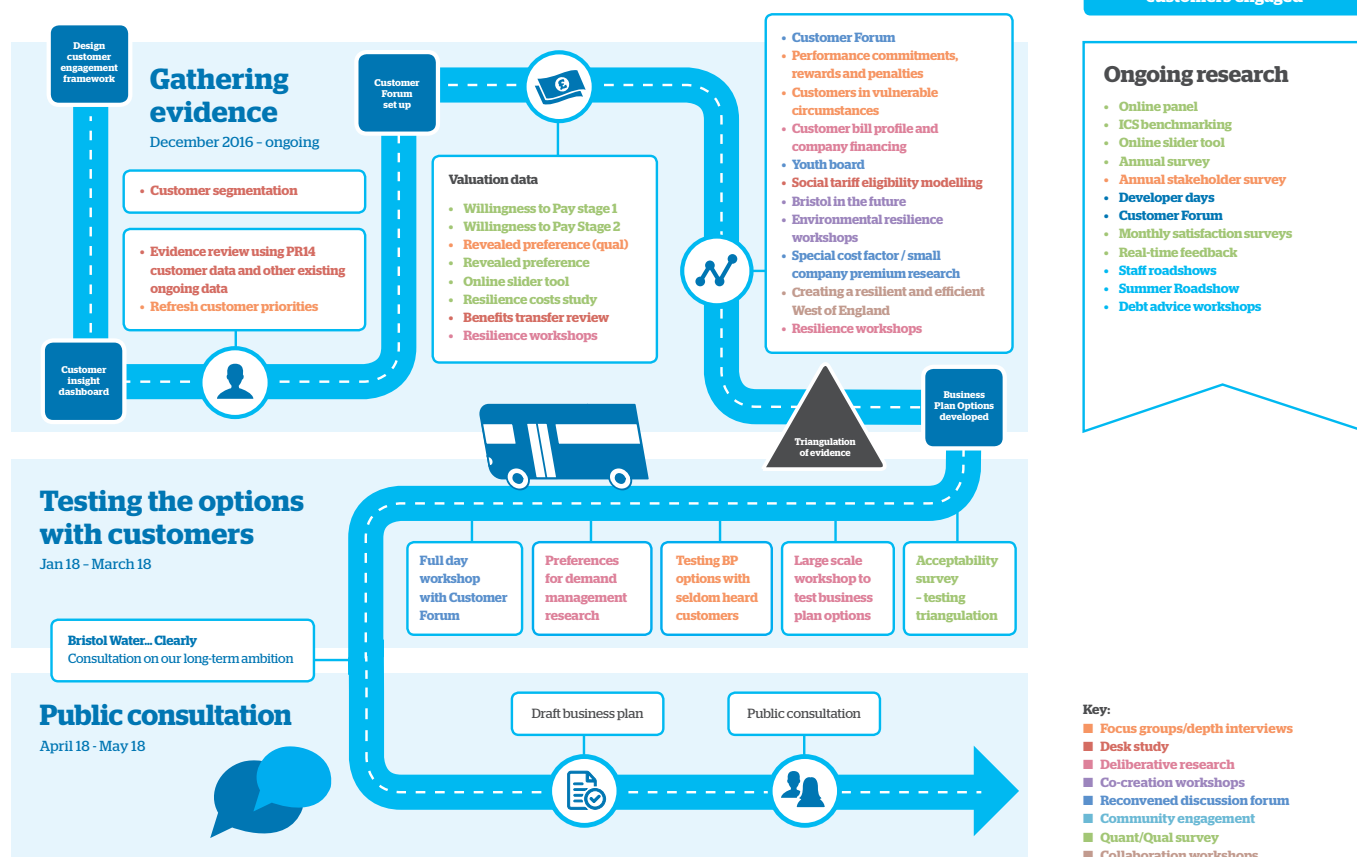 customers engaged
Design
customer
engagement
framework
Gathering
evidence
December 2016 – ongoing
Customer
Forum
set up
£
• Customer segmentation
• Evidence review using PR14
customer data and other existing
ongoing data
• Refresh customer priorities
Customer
insight
dashboard
Valuation data
• Willingness to Pay stage 1
• Willingness to Pay Stage 2
• Revealed preference (qual)
• Revealed preference
• Online slider tool
• Resilience costs study
• Benefits transfer review
• Resilience workshops
• Customer Forum
• Performance commitments,
rewards and penalties
• Customers in vulnerable
circumstances
• Customer bill profile and
company financing
• Youth board
• Social tariff eligibility modelling
• Bristol in the future
• Environmental resilience
workshops
• Special cost factor / small
company premium research
• Creating a resilient and efficient
West of England
• Resilience workshops
Triangulation
of evidence
Business
Plan Options
developed
Ongoing research
• Online panel
• ICS benchmarking
• Online slider tool
• Annual survey
• Annual stakeholder survey
• Developer days
• Customer Forum
• Monthly satisfaction surveys
• Real-time feedback
• Staff roadshows
• Summer Roadshow
• Debt advice workshops
Testing the options
with customers
Jan 18 – March 18
Full day
workshop
with Customer
Forum
Preferences
for demand
management
research
Testing BP
options with
seldom heard
customers
Large scale
workshop to
test business
plan options
Acceptability
survey
– testing
triangulation
Bristol Water... Clearly
Consultation on our long-term ambition
Public consultation
April 18 - May 18
Draft business plan
Public consultation
Key:
Focus groups/depth interviews
Desk study
Deliberative research
Co-creation workshops
Reconvened discussion forum
Community engagement
Quant/Qual survey
Collaboration workshops